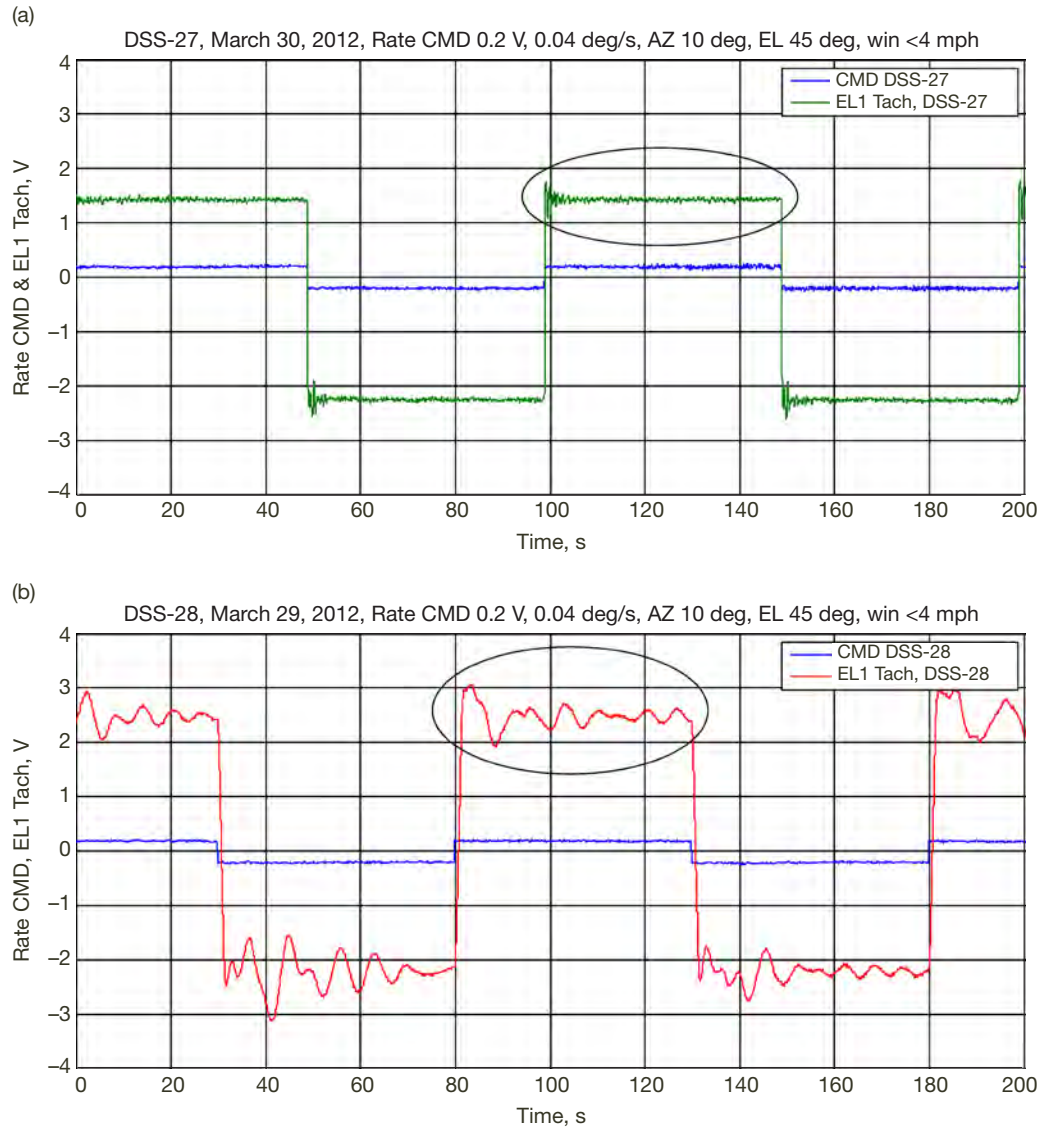 (a)
DSS-27, March 30, 2012, Rate CMD 0.2 V, 0.04 deg/s, AZ 10 deg, EL 45 deg, win <4 mph
CMD DSS-27
EL1 Tach, DSS-27
Rate CMD & EL1 Tach, V
4
3
2
1
0
–1
–2
–3
–4
0 20 40 60 80 100 120 140 160 180 200
Time, s
(b)
DSS-28, March 29, 2012, Rate CMD 0.2 V, 0.04 deg/s, AZ 10 deg, EL 45 deg, win <4 mph
CMD DSS-28
EL1 Tach, DSS-28
Rate CMD, EL1 Tach, V
4
3
2
1
0
–1
–2
–3
–4
0 20 40 60 80 100 120 140 160 180 200
Time, s